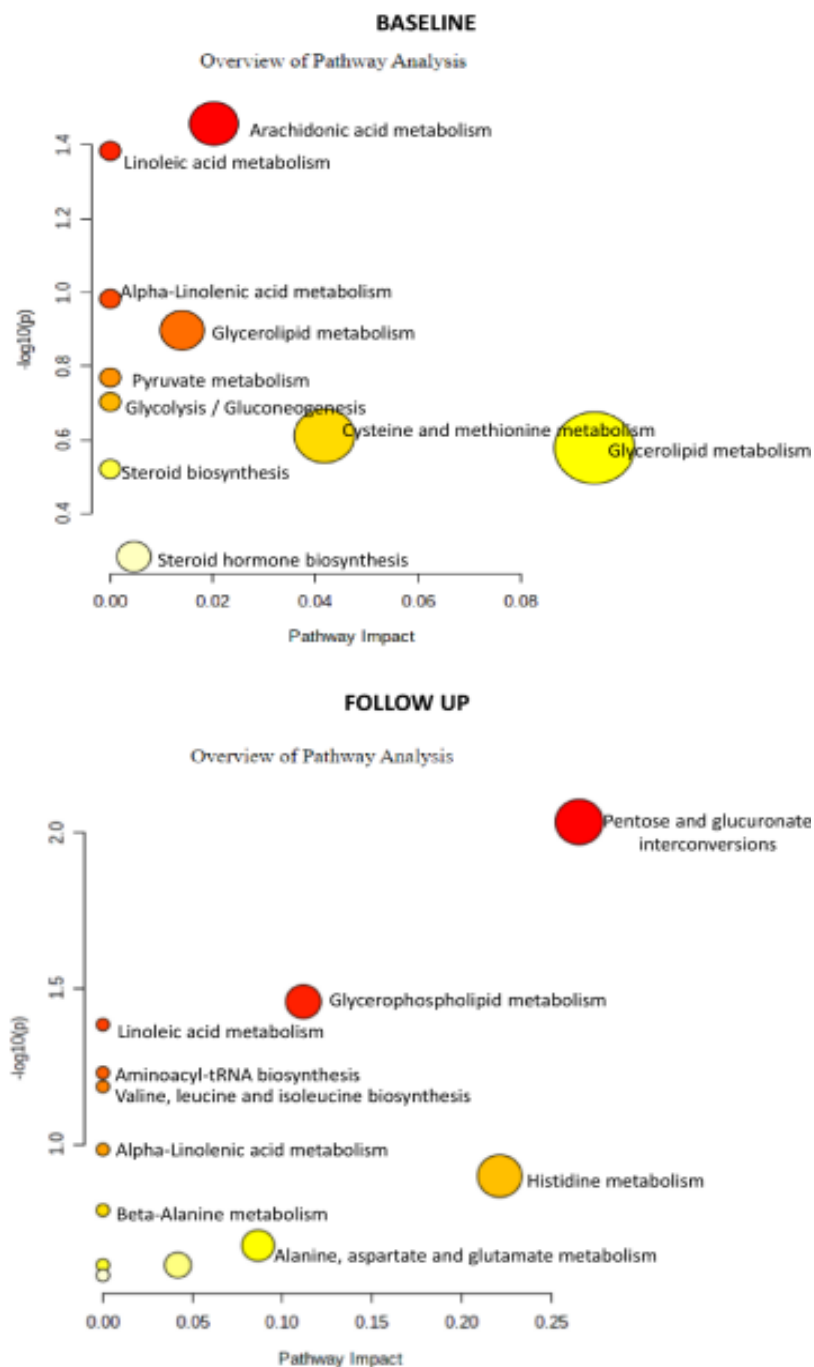 BASELINE
Overview of Pathway Analysis
Arachidonic acid metabolism
Linoleic acid metabolism
Alpha-Linolenic acid metabolism
Glycerolipid metabolism
Pyruvate metabolism
Glycolysis / Gluconeogenesis
Cysteine and methionine metabolism
Glycerolipid metabolism
Steroid biosynthesis
Steroid hormone biosynthesis
-log10(p)
1.4
1.2
1.0
0.8
0.6
0.4
0.00 0.02 0.04 0.06 0.08
Pathway Impact
FOLLOW UP
Overview of Pathway Analysis
Pentose and glucuronate
interconversions
Glycerophospholipid metabolism
Linoleic acid metabolism
Aminoacyl-tRNA biosynthesis
Valine, leucine and isoleucine biosynthesis
Alpha-Linolenic acid metabolism
Histidine metabolism
Beta-Alanine metabolism
Alanine, aspartate and glutamate metabolism
-log10(p)
2.0
1.5
1.0
0.00 0.05 0.10 0.15 0.20 0.25
Pathway Impact